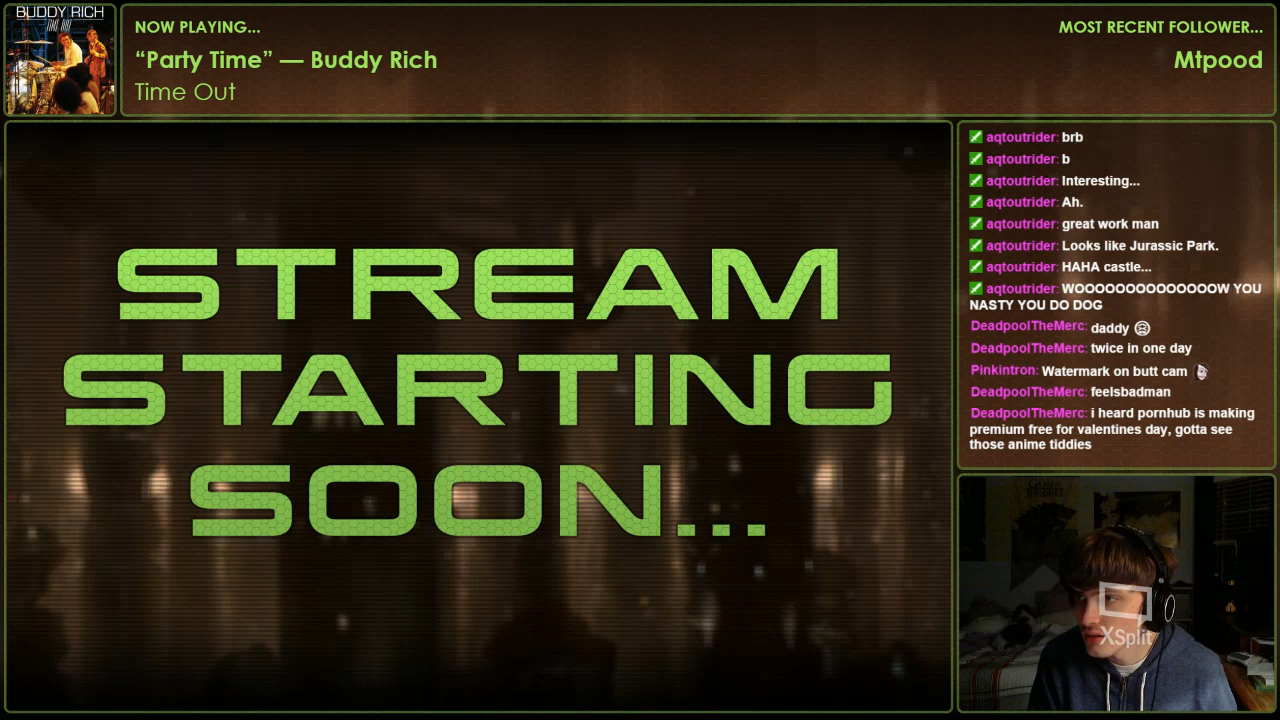 BUDDY RICH
TIME OUT
NOW PLAYING...
“Party Time” — Buddy Rich
Time Out
MOST RECENT FOLLOWER...
Mtpood
STREAM
STARTING
SOON...
aqtoutrider: brb
aqtoutrider: b
aqtoutrider: Interesting...
aqtoutrider: Ah.
aqtoutrider: great work man
aqtoutrider: Looks like Jurassic Park.
aqtoutrider: HAHA castle...
aqtoutrider: WOOOOOOOOOOOOOOW YOU
NASTY YOU DO DOG
DeadpoolTheMerc: daddy 😪
DeadpoolTheMerc: twice in one day
Pinkintron: Watermark on butt cam
DeadpoolTheMerc: feelsbadman
DeadpoolTheMerc: i heard pornhub is making
premium free for valentines day, gotta see
those anime tiddies
XSplit